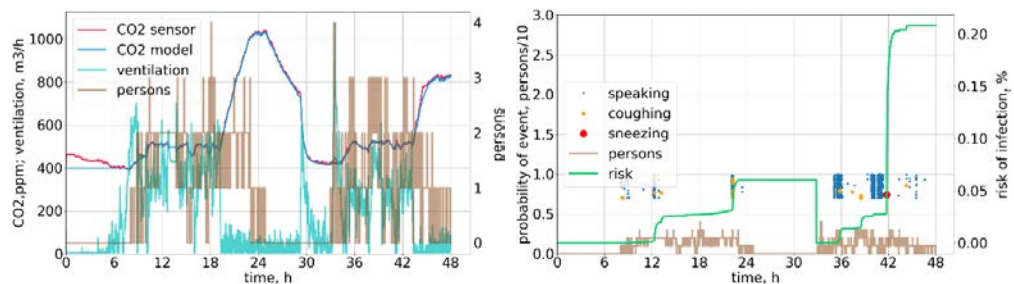 CO2 sensor
CO2 model
ventilation
persons
CO2,ppm; ventilation, m3/h
1000
800
600
400
200
0
4
3
2
1
0
persons
0 6 12 18 24 30 36 42 48
time, h
speaking
coughing
sneezing
persons
risk
probability of event, persons/10
3.0
2.5
2.0
1.5
1.0
0.5
0.0
0.20
0.15
0.10
0.05
0.00
risk of infection, %
0 6 12 18 24 30 36 42 48
time, h